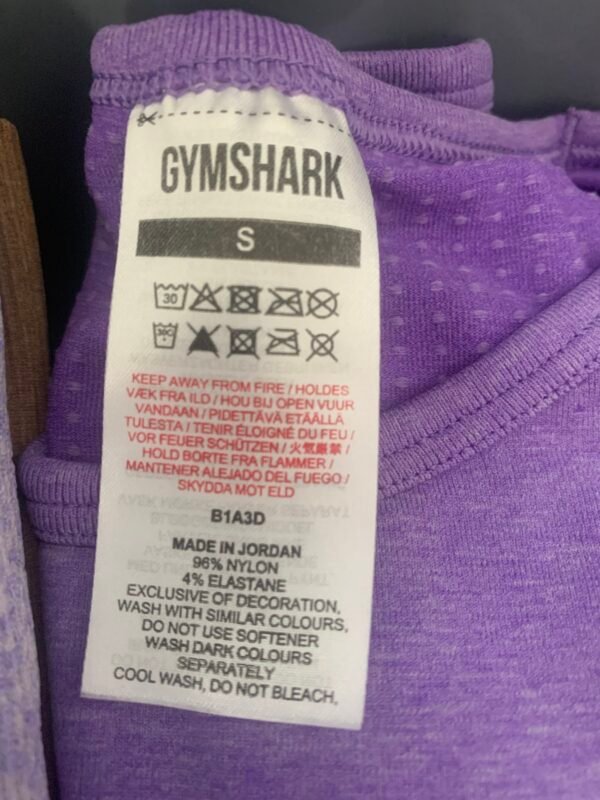 GYMSHARK
S
30
30C
KEEP AWAY FROM FIRE / HOLDES
VÆK FRA ILD / HOU BIJ OPEN VUUR
VANDAAN / PIDETTÄVÄ ETÄÄLLÄ
TULESTA / TENIR ÉLOIGNÉ DU FEU /
VOR FEUER SCHÜTZEN / 火気厳禁 /
HOLD BORTE FRA FLAMMER /
MANTENER ALEJADO DEL FUEGO /
SKYDDA MOT ELD
B1A3D
MADE IN JORDAN
96% NYLON
4% ELASTANE
EXCLUSIVE OF DECORATION,
WASH WITH SIMILAR COLOURS,
DO NOT USE SOFTENER
WASH DARK COLOURS
SEPARATELY
COOL WASH, DO NOT BLEACH,